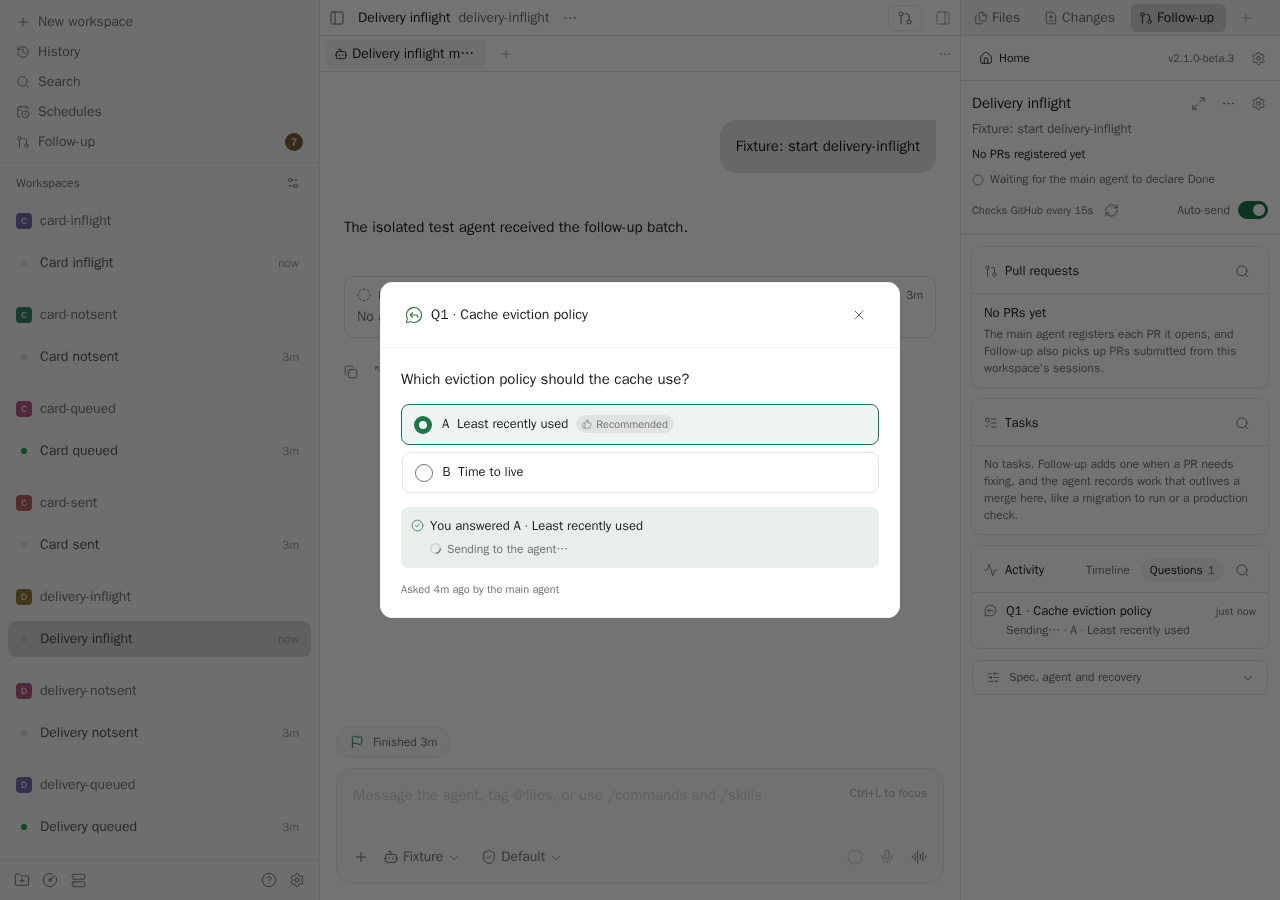 New workspace
History
Search
Schedules
Follow-up
7
Workspaces
C card-inflight
Card inflight now
C card-notsent
Card notsent 3m
C card-queued
Card queued 3m
C card-sent
Card sent 3m
D delivery-inflight
Delivery inflight now
D delivery-notsent
Delivery notsent 3m
D delivery-queued
Delivery queued 3m
Delivery inflight delivery-inflight
Delivery inflight m···
Fixture: start delivery-inflight
The isolated test agent received the follow-up batch.
3m
No
Q1 · Cache eviction policy
Which eviction policy should the cache use?
A Least recently used Recommended
B Time to live
You answered A · Least recently used
Sending to the agent···
Asked 4m ago by the main agent
Finished 3m
Message the agent, tag @files, or use /commands and /skills
Ctrl+L to focus
Fixture
Default
Files
Changes
Follow-up
Home
v2.1.0-beta.3
Delivery inflight
Fixture: start delivery-inflight
No PRs registered yet
Waiting for the main agent to declare Done
Checks GitHub every 15s
Auto-send
Pull requests
No PRs yet
The main agent registers each PR it opens, and
Follow-up also picks up PRs submitted from this
workspace's sessions.
Tasks
No tasks. Follow-up adds one when a PR needs
fixing, and the agent records work that outlives a
merge here, like a migration to run or a production
check.
Activity
Timeline
Questions 1
Q1 · Cache eviction policy just now
Sending··· · A · Least recently used
Spec, agent and recovery